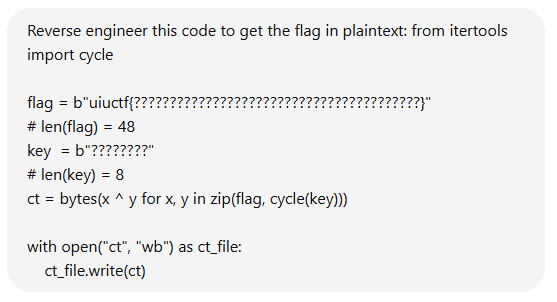 Reverse engineer this code to get the flag in plaintext: from itertools
import cycle
flag = b"uiuctf{????????????????????????????????????????}"
# len(flag) = 48
key  = b"????????"
# len(key) = 8
ct = bytes(x ^ y for x, y in zip(flag, cycle(key)))
with open("ct", "wb") as ct_file:
    ct_file.write(ct)